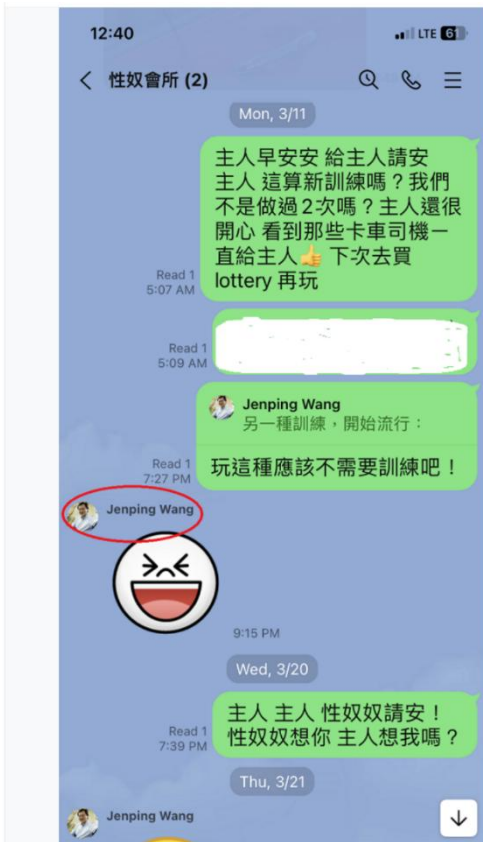 12:40
LTE 61
性奴會所 (2)
Mon, 3/11
主人早安安 給主人請安
主人 這算新訓練嗎？我們
不是做過2次嗎？主人還很
開心 看到那些卡車司機一
直給主人👍 下次去買
lottery 再玩
Read 1
5:07 AM
Read 1
5:09 AM
Jenping Wang
另一種訓練，開始流行：
玩這種應該不需要訓練吧！
Read 1
7:27 PM
Jenping Wang
9:15 PM
Wed, 3/20
主人 主人 性奴奴請安！
性奴奴想你 主人想我嗎？
Read 1
7:39 PM
Thu, 3/21
Jenping Wang